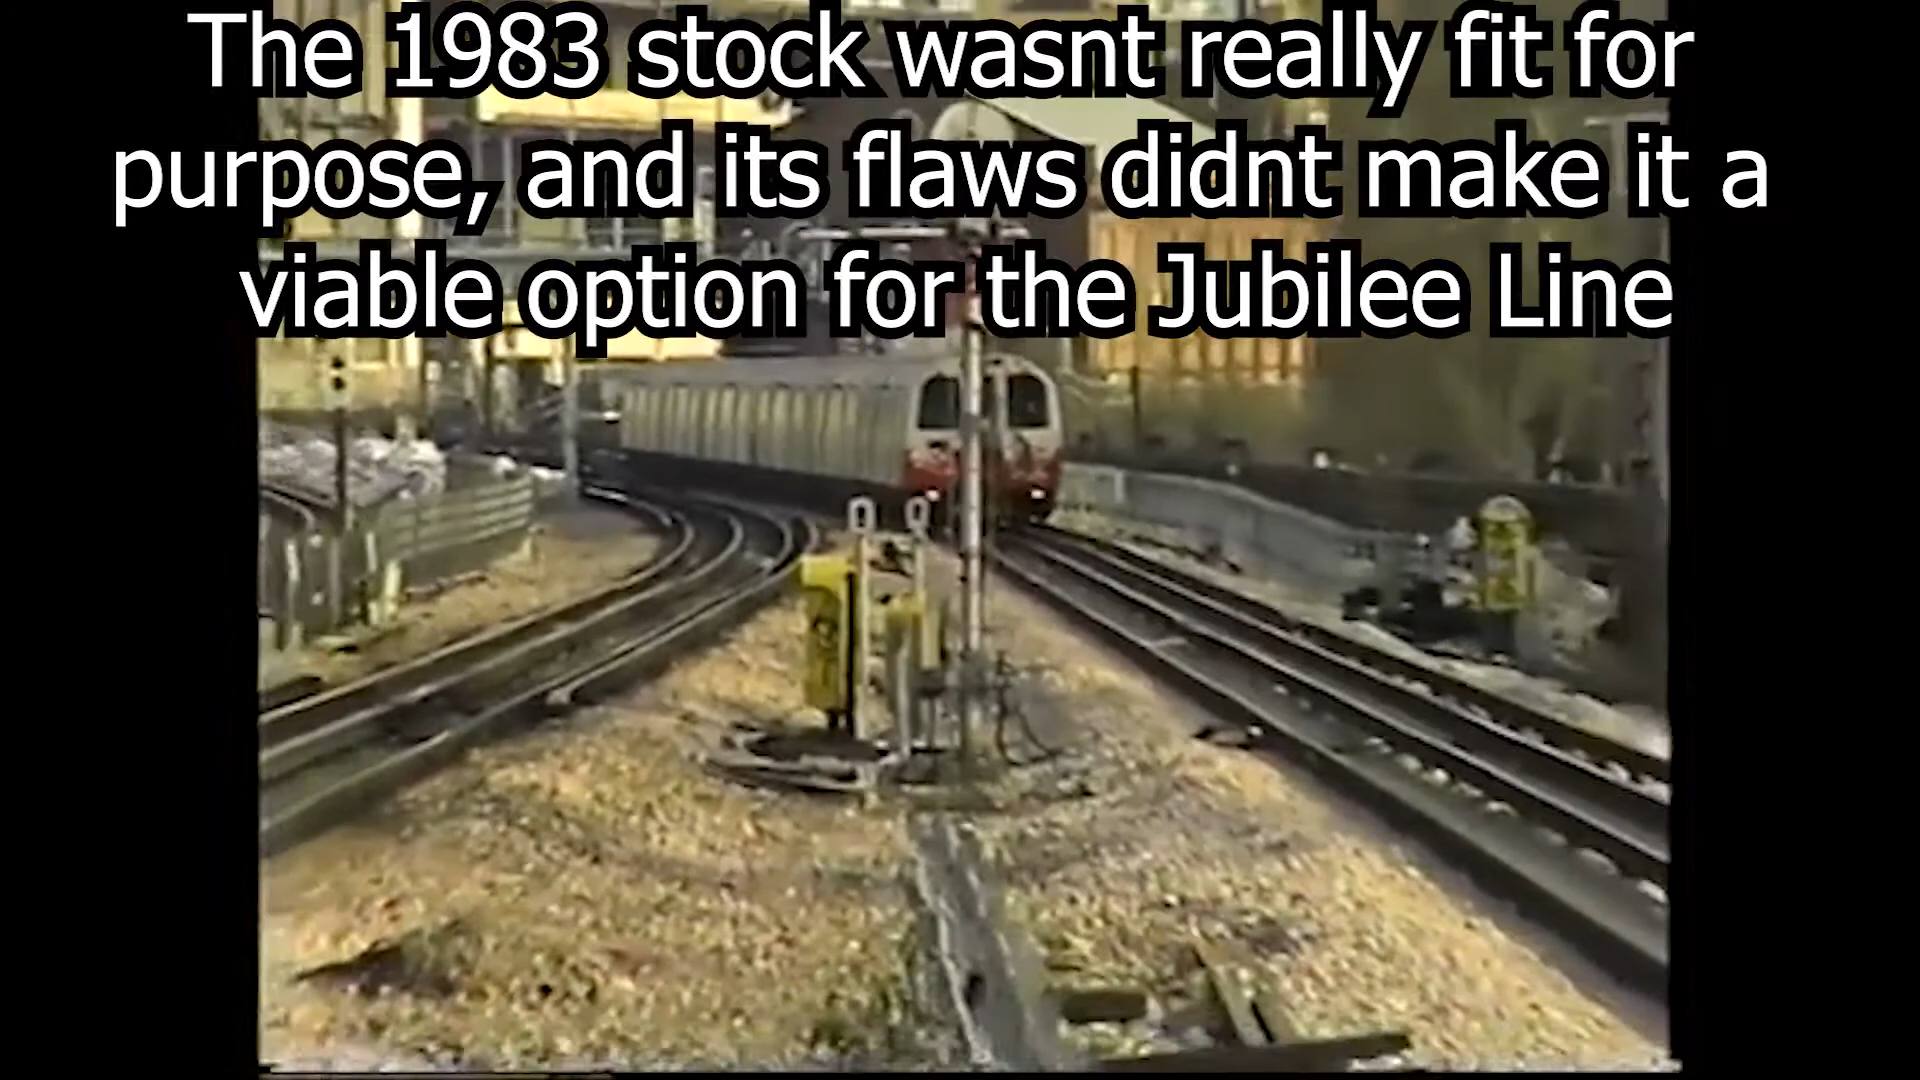 The 1983 stock wasnt really fit for
purpose, and its flaws didnt make it a
viable option for the Jubilee Line